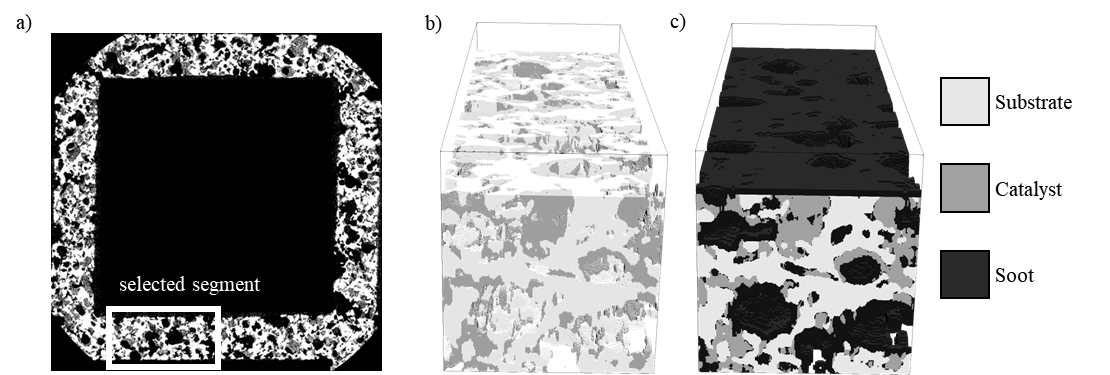 a)
b)
c)
selected segment
Substrate
Catalyst
Soot